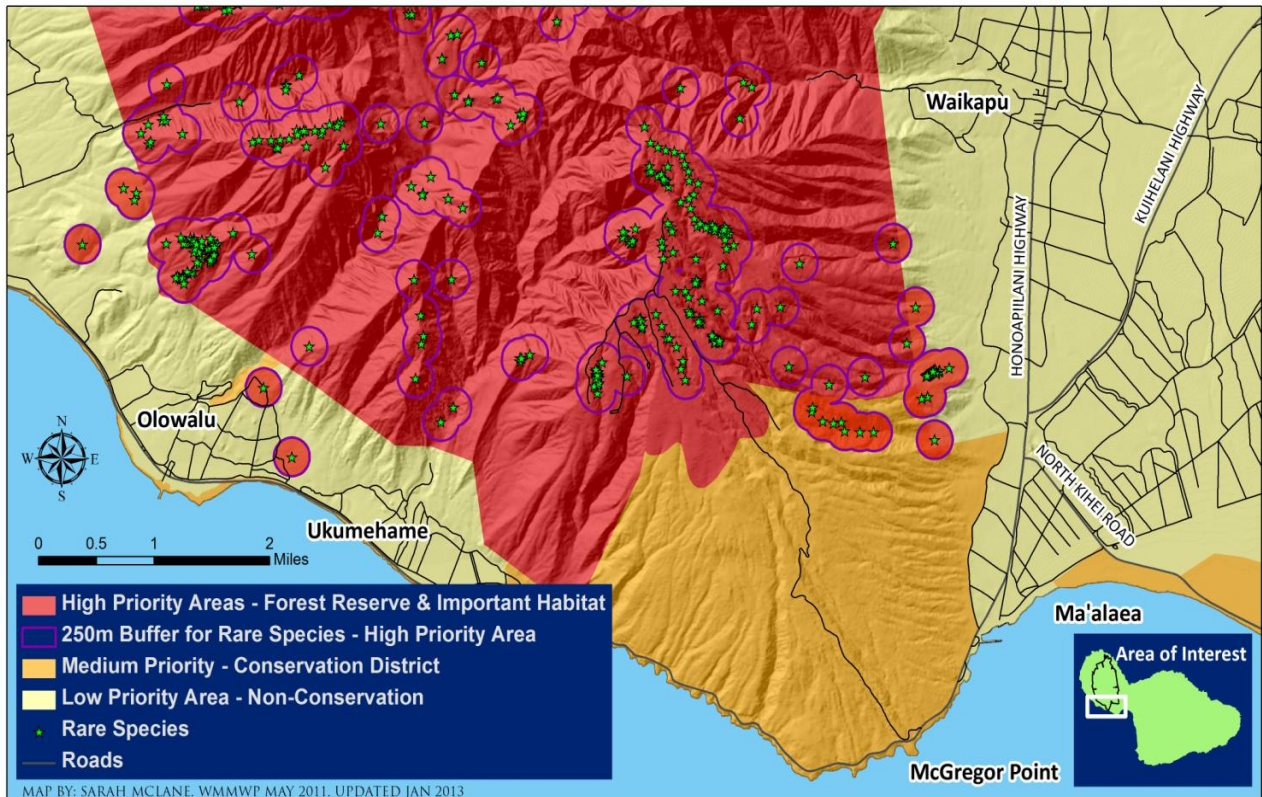 Waikapu
KUIHELANI HIGHWAY
HONOAPIILANI HIGHWAY
Olowalu
N
W E
S
NORTH KIHEI ROAD
Ukumehame
0 0.5 1 2
Miles
High Priority Areas - Forest Reserve & Important Habitat
250m Buffer for Rare Species - High Priority Area
Medium Priority - Conservation District
Low Priority Area - Non-Conservation
Rare Species
Roads
Ma'alaea
Area of Interest
McGregor Point
MAP BY: SARAH MCLANE, WMMWP MAY 2011, UPDATED JAN 2013